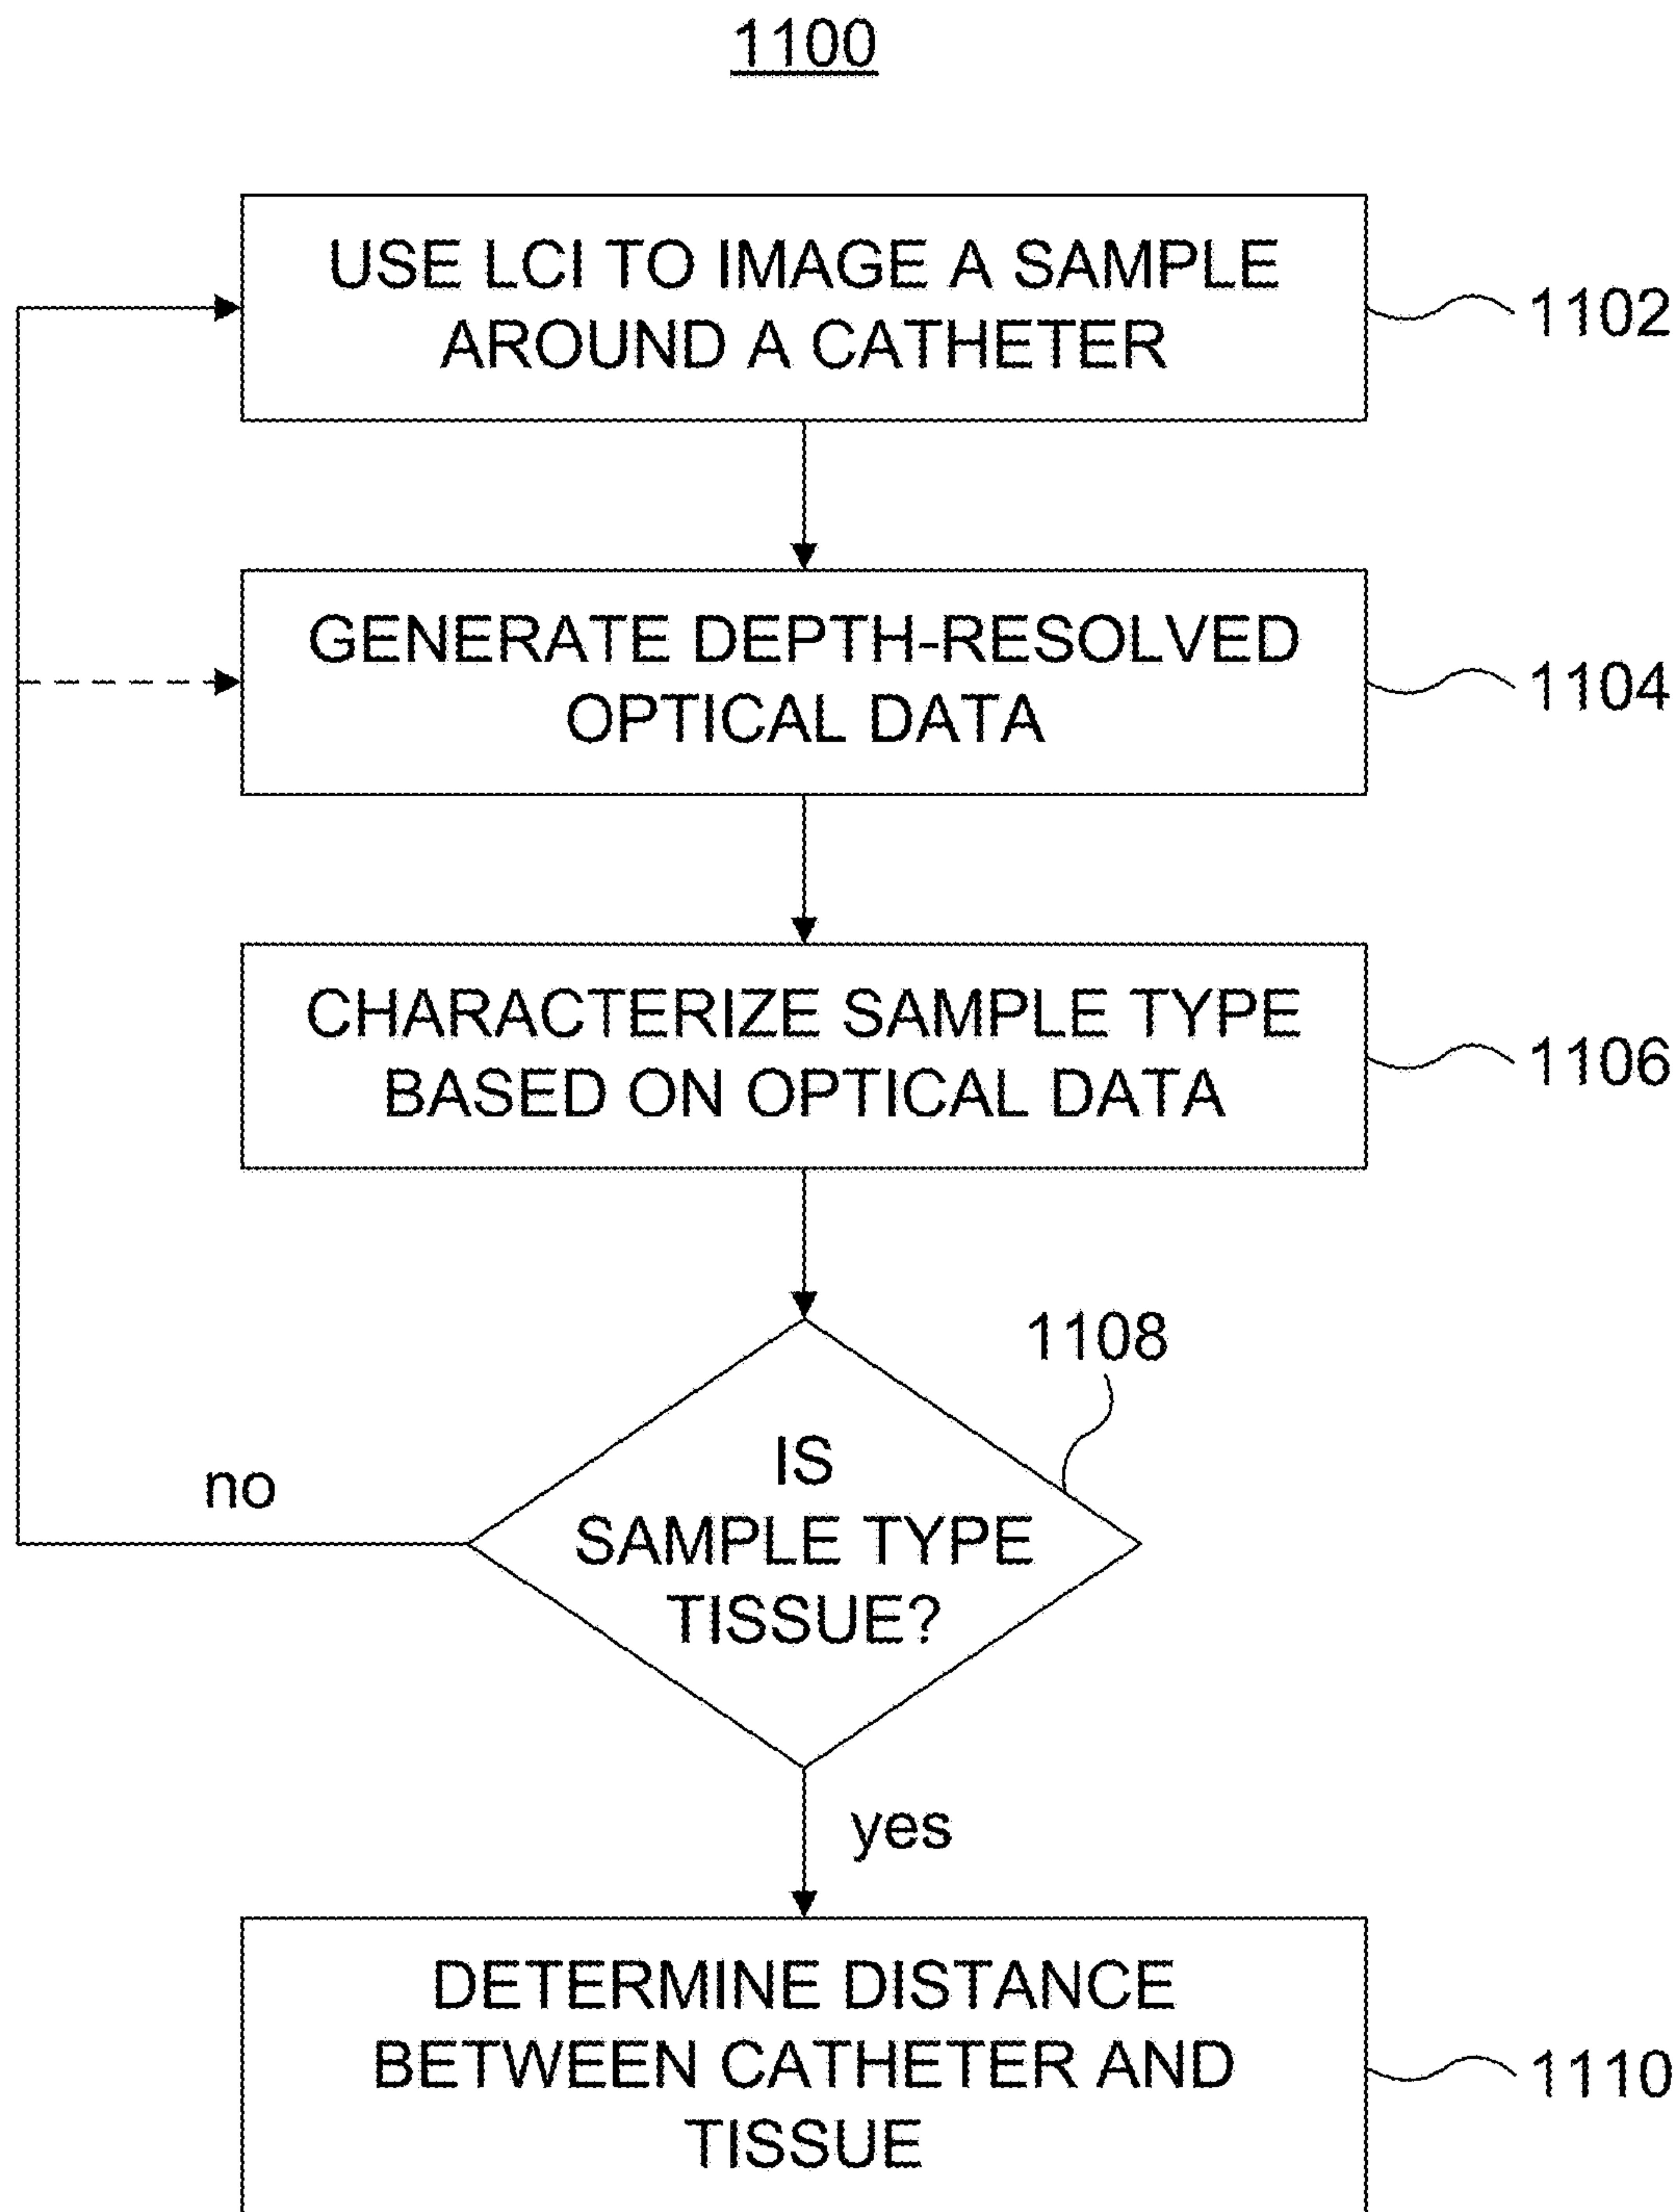 1100
USE LCI TO IMAGE A SAMPLE
AROUND A CATHETER
1102
GENERATE DEPTH-RESOLVED
OPTICAL DATA
1104
CHARACTERIZE SAMPLE TYPE
BASED ON OPTICAL DATA
1106
1108
IS
SAMPLE TYPE
TISSUE?
no
yes
DETERMINE DISTANCE
BETWEEN CATHETER AND
TISSUE
1110